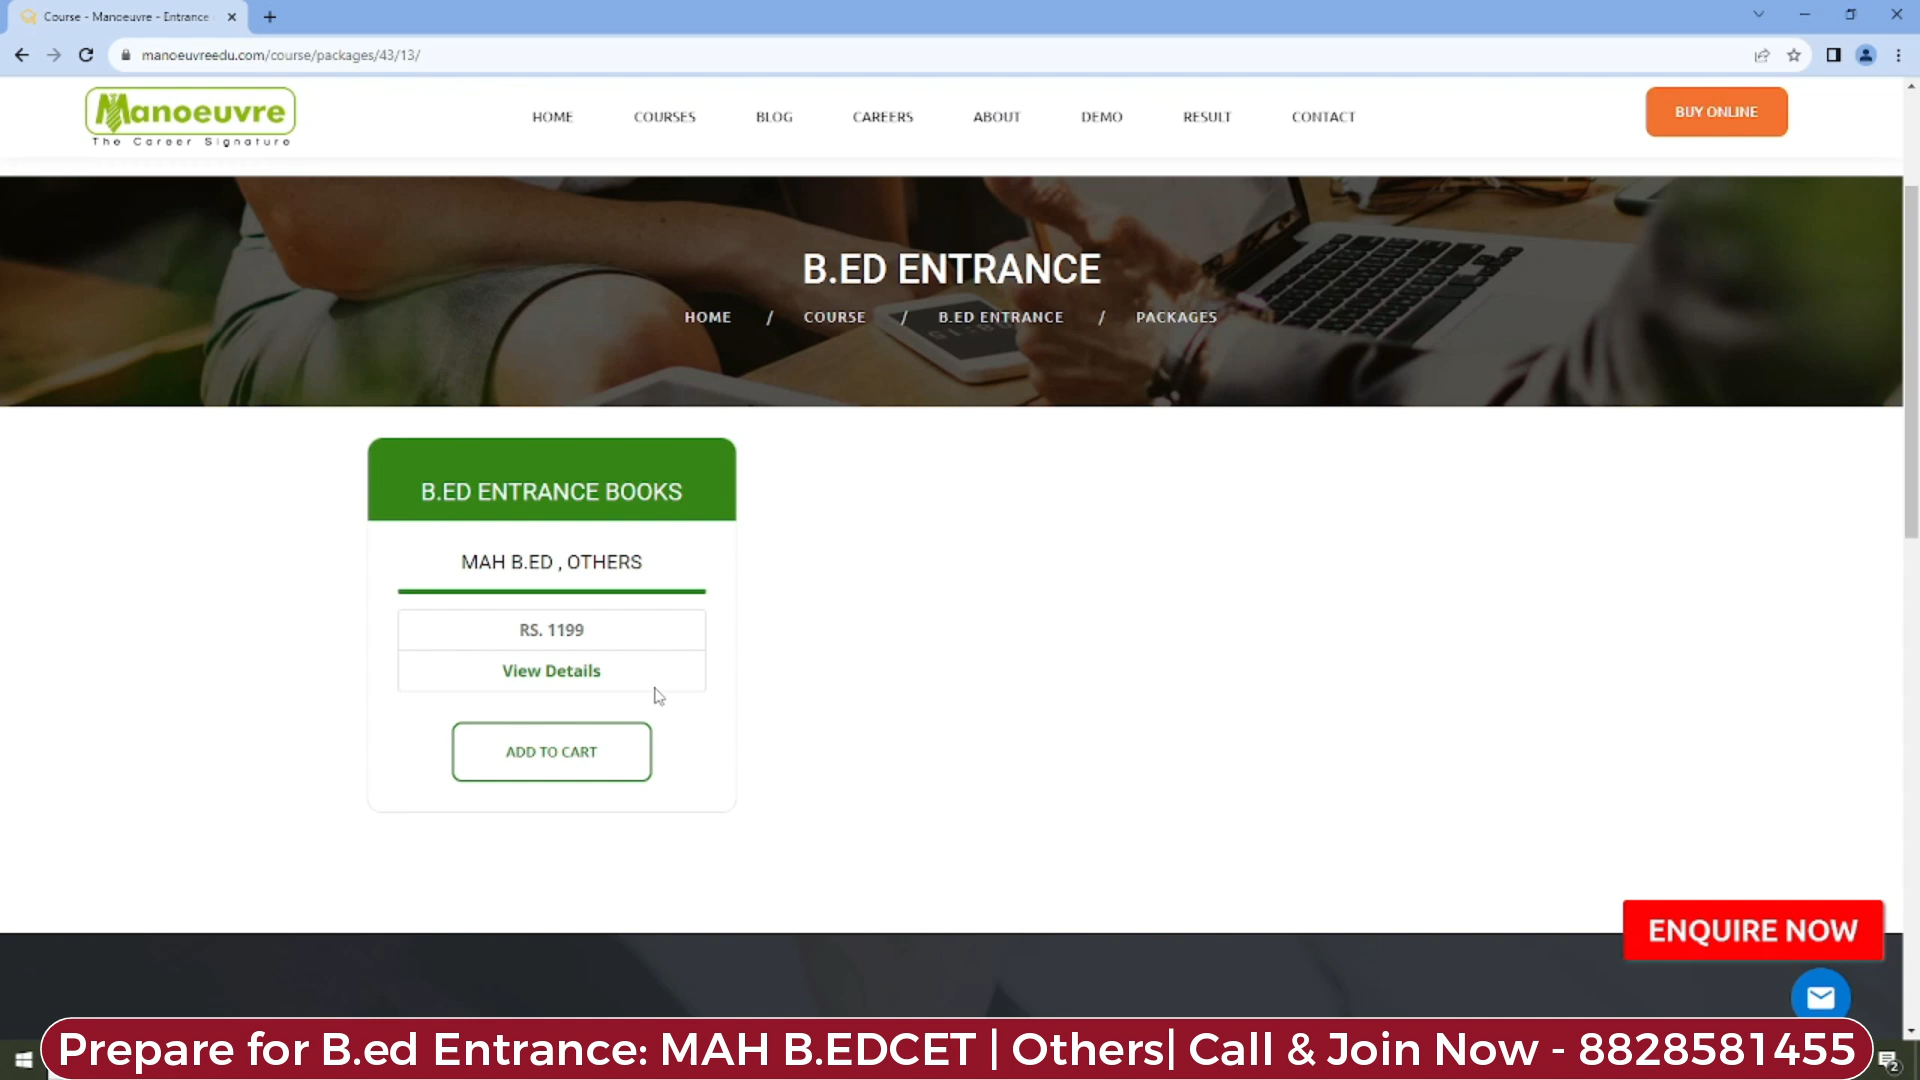 Course - Manoeuvre - Entrance
manoeuvreedu.com/course/packages/43/13/
Manoeuvre
The Career Signature
HOME COURSES BLOG CAREERS ABOUT DEMO RESULT CONTACT
BUY ONLINE
B.ED ENTRANCE
HOME / COURSE / B.ED ENTRANCE / PACKAGES
B.ED ENTRANCE BOOKS
MAH B.ED , OTHERS
RS. 1199
View Details
ADD TO CART
ENQUIRE NOW
Prepare for B.ed Entrance: MAH B.EDCET | Others| Call & Join Now - 8828581455
2